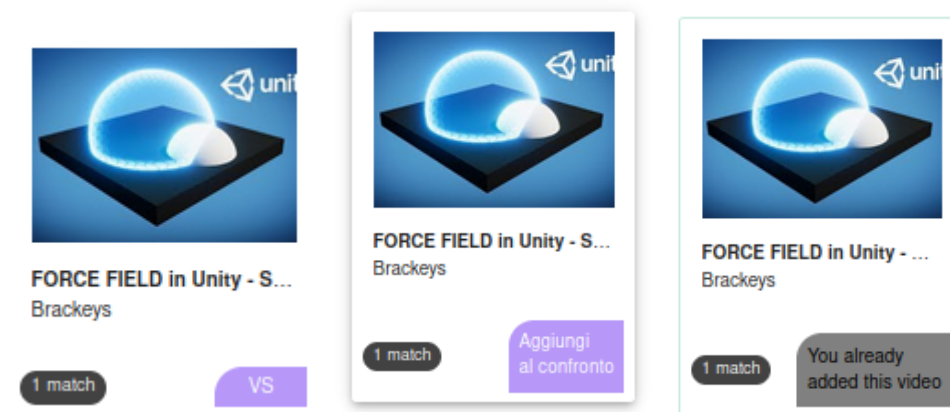 unit
FORCE FIELD in Unity - S...
Brackeys
1 match
VS
unit
FORCE FIELD in Unity - S...
Brackeys
1 match
Aggiungi
al confronto
unit
FORCE FIELD in Unity - ...
Brackeys
1 match
You already
added this video